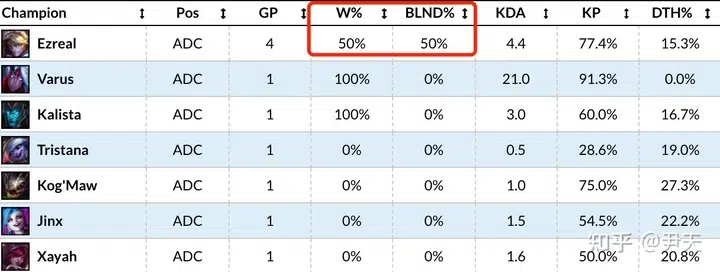 Champion Pos GP W% BLND% KDA KP DTH%
Ezreal ADC 4 50% 50% 4.4 77.4% 15.3%
Varus ADC 1 100% 0% 21.0 91.3% 0.0%
Kalista ADC 1 100% 0% 3.0 60.0% 16.7%
Tristana ADC 1 0% 0% 0.5 28.6% 19.0%
Kog'Maw ADC 1 0% 0% 1.0 75.0% 27.3%
Jinx ADC 1 0% 0% 1.5 54.5% 22.2%
Xayah ADC 1 0% 0% 1.6 50.0% 20.8%
知乎 @尹天